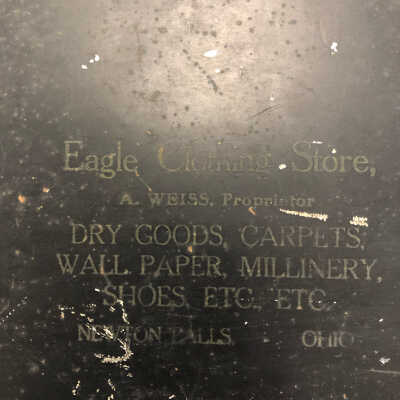 Eagle Clothing Store,
A. WEISS, Proprietor
DRY GOODS, CARPETS,
WALL PAPER, MILLINERY,
SHOES, ETC., ETC.
NEWTON FALLS, OHIO